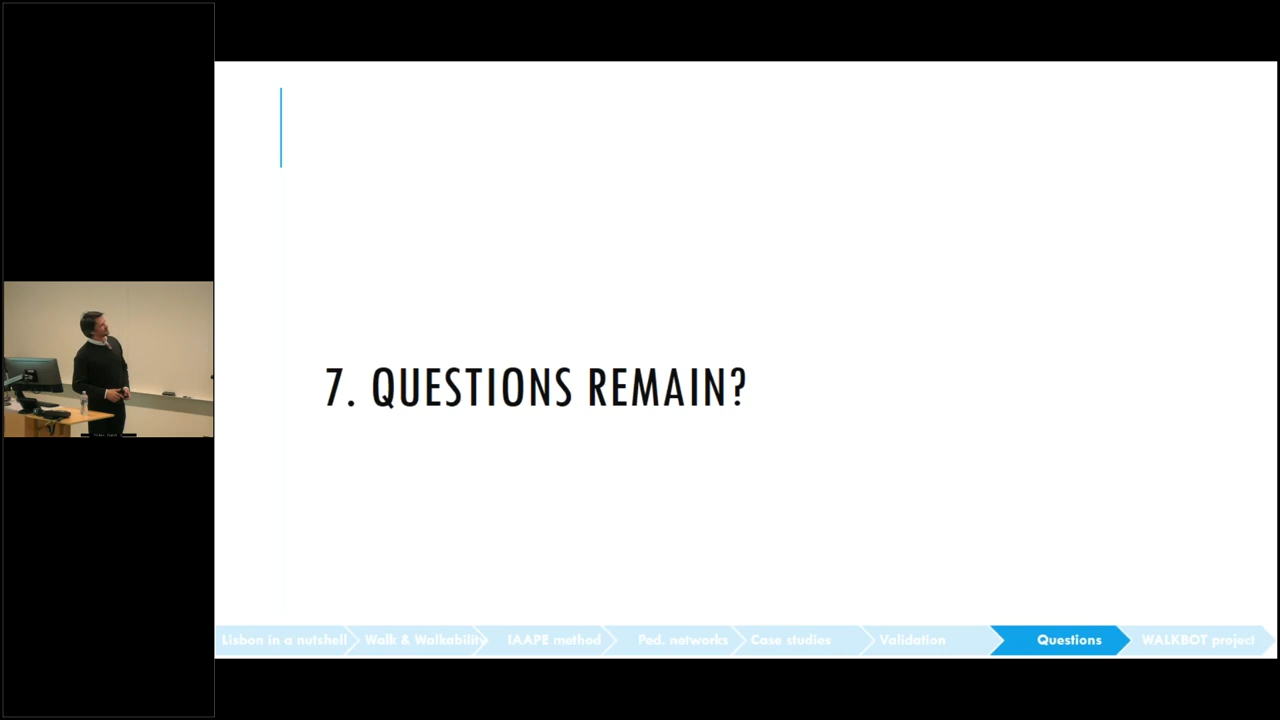 7. QUESTIONS REMAIN?
Lisbon in a nutshell
Walk & Walkability
IAAPE method
Ped. networks
Case studies
Validation
Questions
WALKBOT project